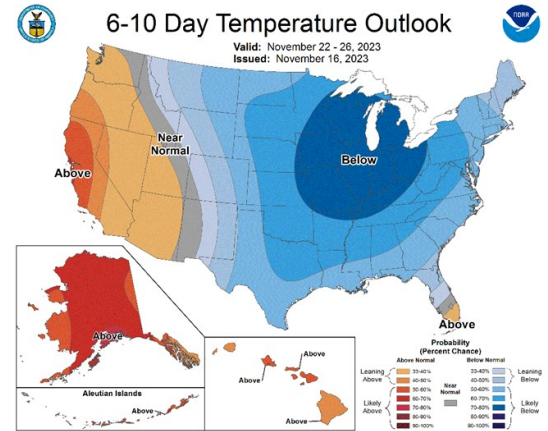 6-10 Day Temperature Outlook
Valid: November 22 - 26, 2023
Issued: November 16, 2023
NOAA
Near
Normal
Above
Below
Above
Above
Aleutian Islands
Above
Above
Above
Above
Probability
(Percent Chance)
Above Normal
Below Normal
Leaning
Above
33-40%
40-50%
Likely
Above
50-60%
60-70%
70-80%
80-90%
90-100%
Near
Normal
33-40%
40-50%
Leaning
Below
50-60%
60-70%
70-80%
80-90%
90-100%
Likely
Below